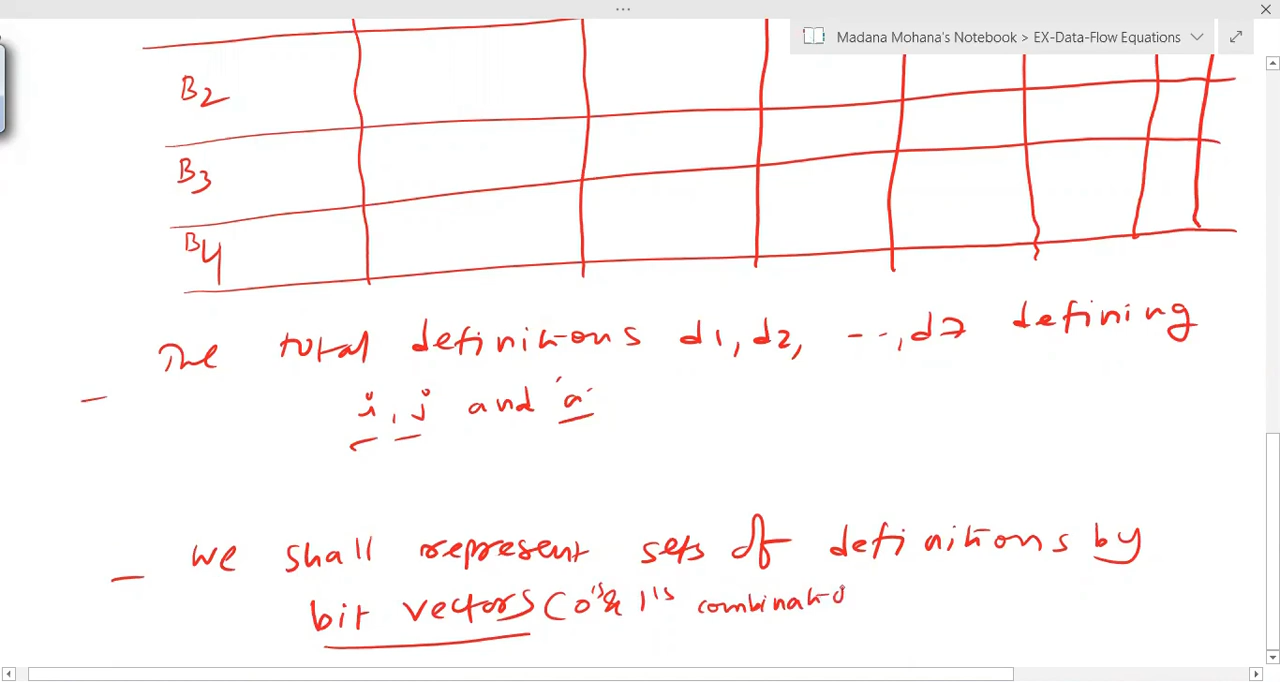 ...
Madana Mohana's Notebook > EX-Data-Flow Equations
B2
B3
B4
- The total definitions d1, d2, ---, d7 defining
i, j and 'a'
- we shall represent sets of definitions by
bit vectors (0's & 1's combinatio